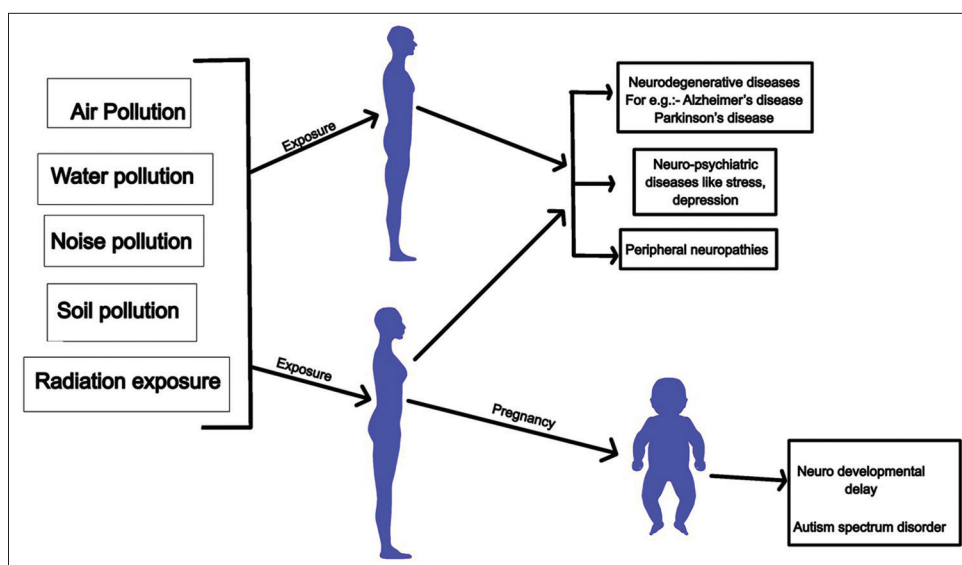 Air Pollution
Water pollution
Noise pollution
Soil pollution
Radiation exposure
Exposure
Exposure
Pregnancy
Neurodegenerative diseases
For e.g.:- Alzheimer's disease
Parkinson's disease
Neuro-psychiatric
diseases like stress,
depression
Peripheral neuropathies
Neuro developmental
delay
Autism spectrum disorder